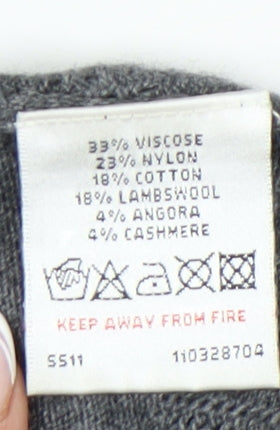 33% VISCOSE
23% NYLON
18% COTTON
18% LAMBSWOOL
4% ANGORA
4% CASHMERE
KEEP AWAY FROM FIRE
SS11 110328704